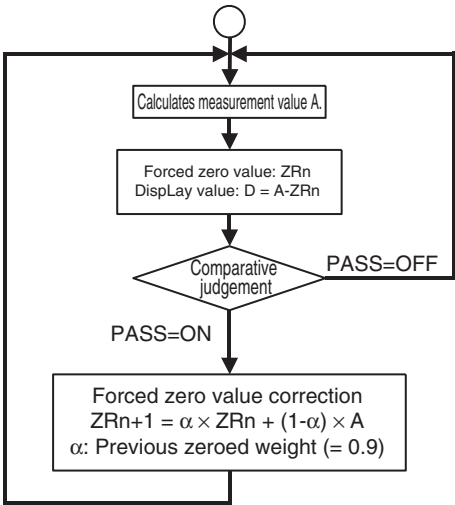 Calculates measurement value A.
Forced zero value: ZRn
DispLay value: D = A-ZRn
Comparative
judgement
PASS=OFF
PASS=ON
Forced zero value correction
ZRn+1 = α × ZRn + (1-α) × A
α: Previous zeroed weight (= 0.9)